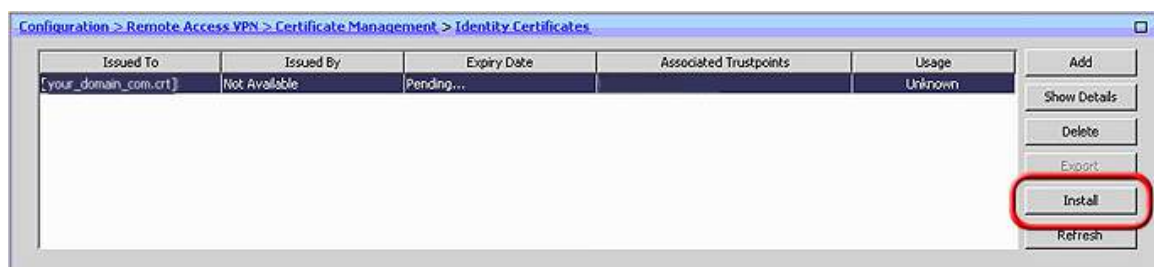 Configuration > Remote Access VPN > Certificate Management > Identity Certificates
Issued To Issued By Expiry Date Associated Trustpoints Usage
[your_domain_com.crt] Not Available Pending... Unknown
Add
Show Details
Delete
Export
Install
Refresh